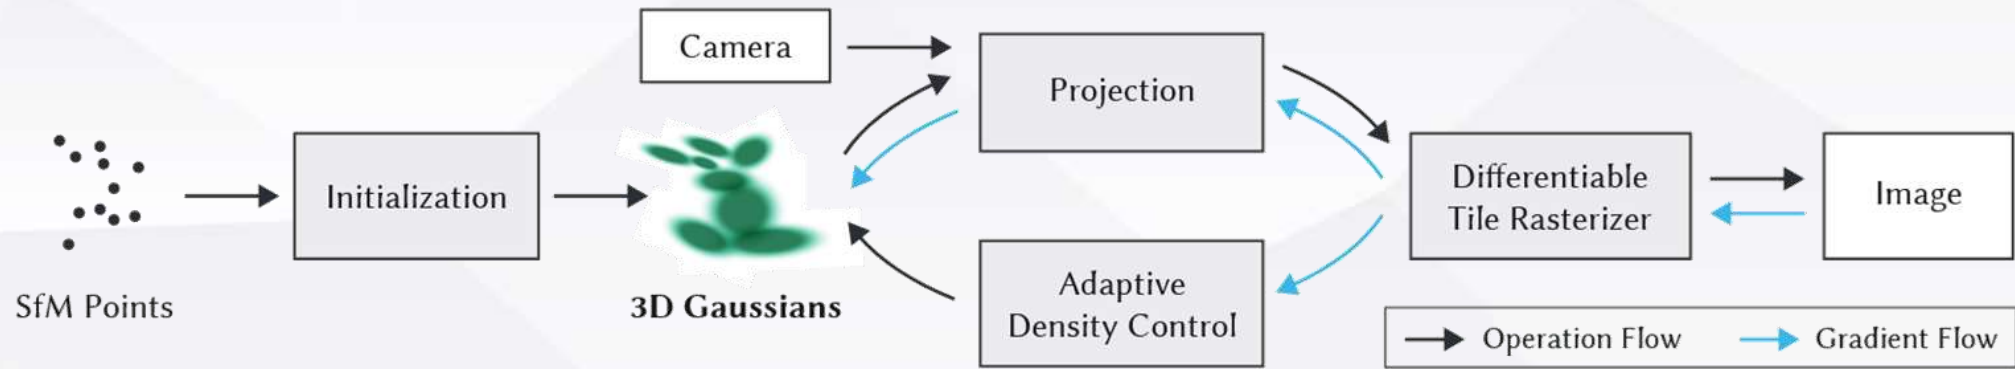 SfM Points
Initialization
3D Gaussians
Camera
Projection
Adaptive
Density Control
Differentiable
Tile Rasterizer
Image
Operation Flow
Gradient Flow